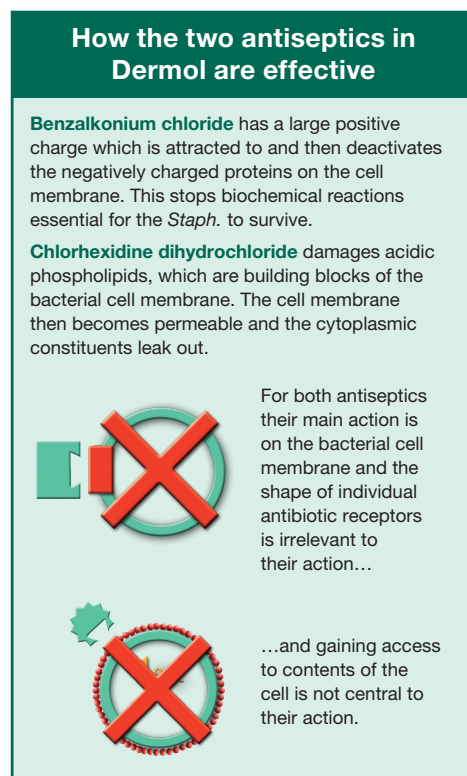 How the two antiseptics in
Dermol are effective
Benzalkonium chloride has a large positive
charge which is attracted to and then deactivates
the negatively charged proteins on the cell
membrane. This stops biochemical reactions
essential for the Staph. to survive.
Chlorhexidine dihydrochloride damages acidic
phospholipids, which are building blocks of the
bacterial cell membrane. The cell membrane
then becomes permeable and the cytoplasmic
constituents leak out.
For both antiseptics
their main action is
on the bacterial cell
membrane and the
shape of individual
antibiotic receptors
is irrelevant to
their action…
…and gaining access
to contents of the
cell is not central to
their action.